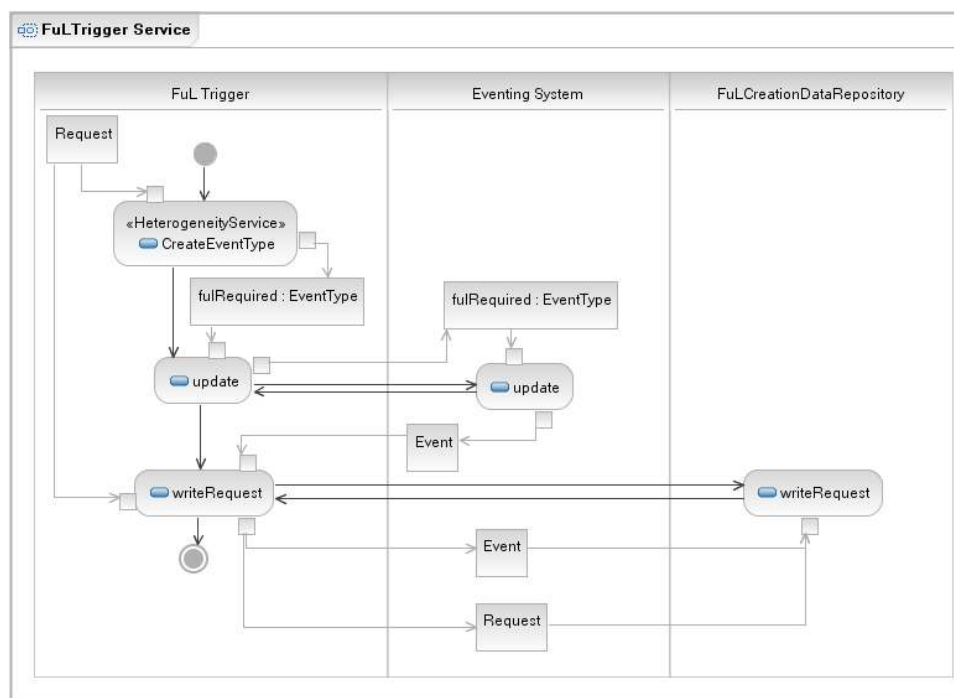 FuLTrigger Service
FuL Trigger
Eventing System
FuLCreationDataRepository
Request
«HeterogeneityService»
CreateEventType
fulRequired : EventType
fulRequired : EventType
update
update
Event
writeRequest
writeRequest
Event
Request